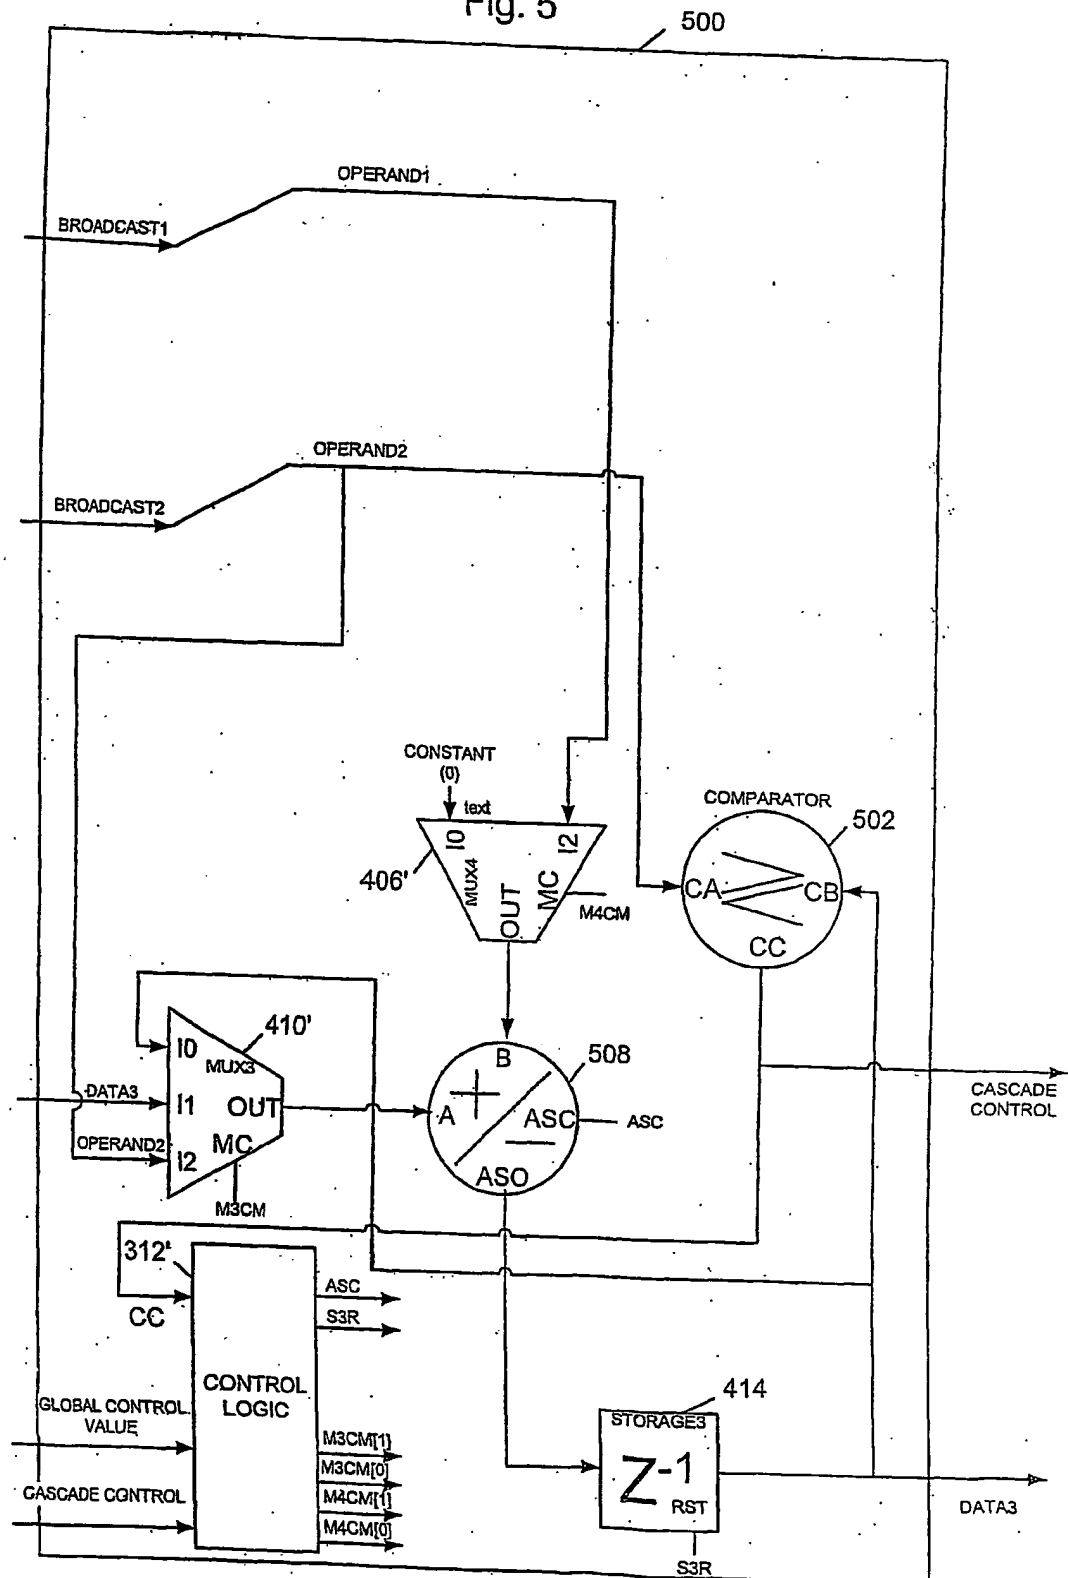 Fig. 5
500
OPERAND1
BROADCAST1
OPERAND2
BROADCAST2
CONSTANT
(0)
text
I0
I2
MUX4
MC
OUT
406'
M4CM
COMPARATOR
502
CA
CB
CC
410'
I0
MUX3
DATA3
I1
OUT
OPERAND2
MC
I2
M3CM
B
508
A
ASC
ASC
ASO
CASCADE
CONTROL
312'
CC
ASC
S3R
CONTROL
LOGIC
GLOBAL CONTROL
VALUE
M3CM[1]
M3CM[0]
CASCADE CONTROL
M4CM[1]
M4CM[0]
414
STORAGE3
Z-1
RST
S3R
DATA3